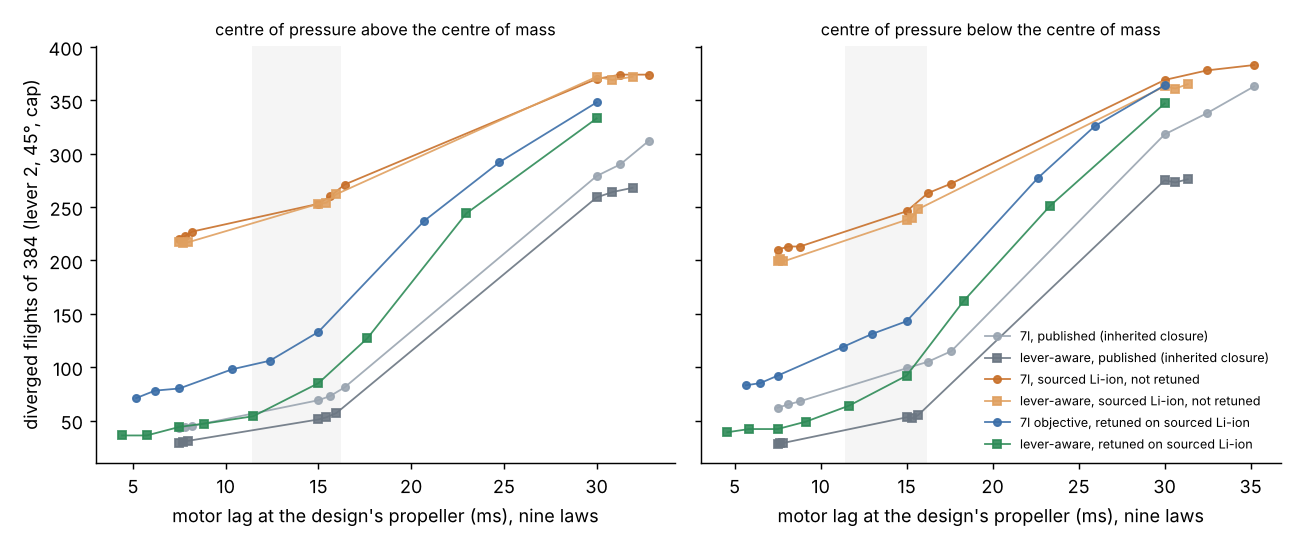 centre of pressure above the centre of mass
centre of pressure below the centre of mass
diverged flights of 384 (lever 2, 45°, cap)
400
350
300
250
200
150
100
50
5 10 15 20 25 30
5 10 15 20 25 30 35
motor lag at the design's propeller (ms), nine laws
motor lag at the design's propeller (ms), nine laws
7l, published (inherited closure)
lever-aware, published (inherited closure)
7l, sourced Li-ion, not retuned
lever-aware, sourced Li-ion, not retuned
7l objective, retuned on sourced Li-ion
lever-aware, retuned on sourced Li-ion